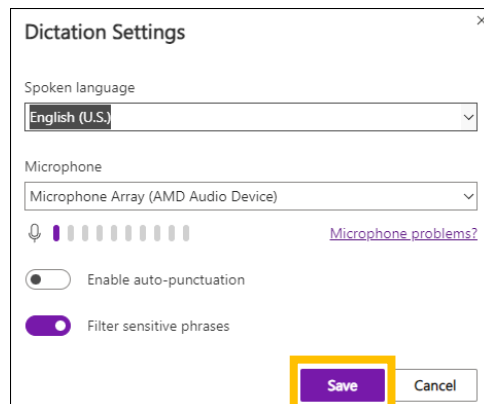 Dictation Settings
Spoken language
English (U.S.)
Microphone
Microphone Array (AMD Audio Device)
Microphone problems?
Enable auto-punctuation
Filter sensitive phrases
Save Cancel